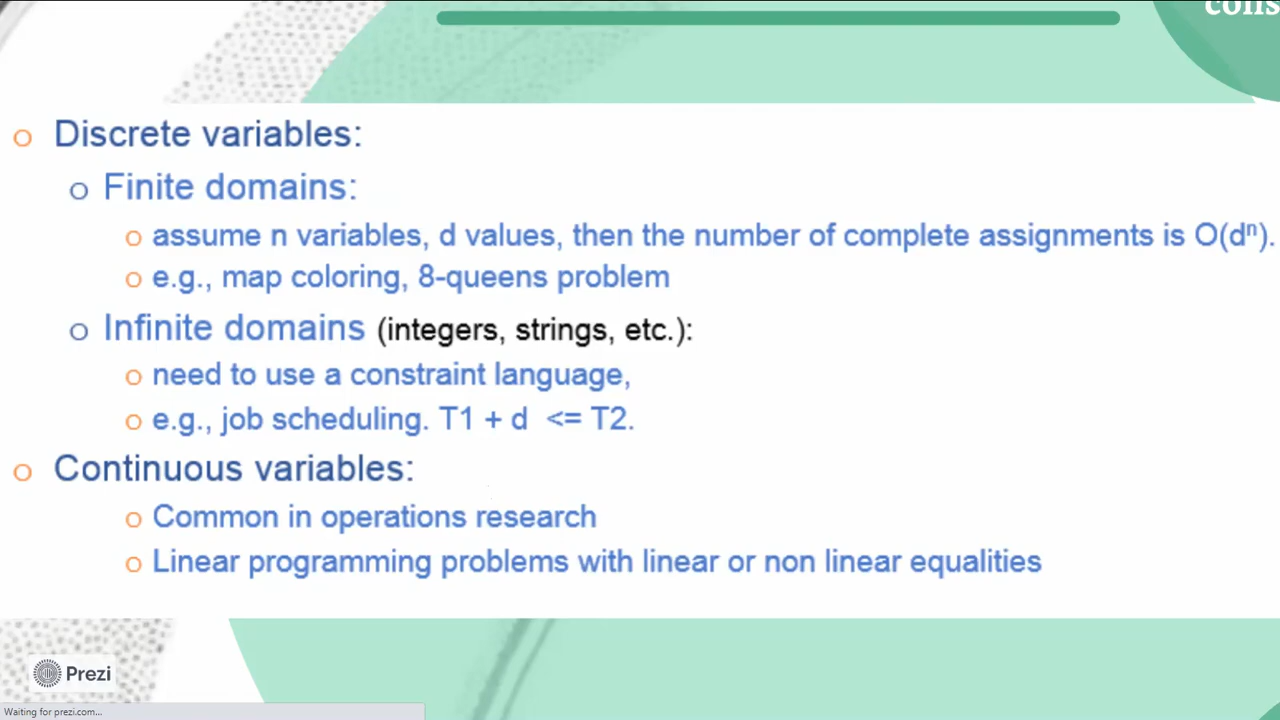 cons
Discrete variables:
Finite domains:
assume n variables, d values, then the number of complete assignments is O(dⁿ).
e.g., map coloring, 8-queens problem
Infinite domains (integers, strings, etc.):
need to use a constraint language,
e.g., job scheduling. T1 + d <= T2.
Continuous variables:
Common in operations research
Linear programming problems with linear or non linear equalities
Prezi
Waiting for prezi.com...